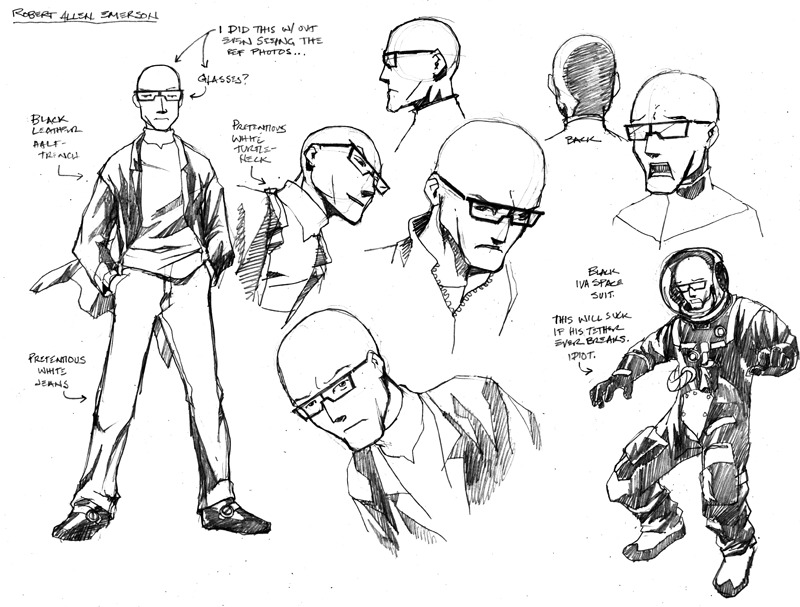 ROBERT ALLEN EMERSON
I DID THIS W/ OUT
EVEN SEEING THE
REF PHOTOS...
GLASSES?
BLACK
LEATHER
HALF-
TRENCH
PRETENTIOUS
WHITE
TURTLE-
NECK
BACK
PRETENTIOUS
WHITE
JEANS
BLACK
IVA SPACE
SUIT.
THIS WILL SUCK
IF HIS TETHER
EVER BREAKS.
IDIOT.